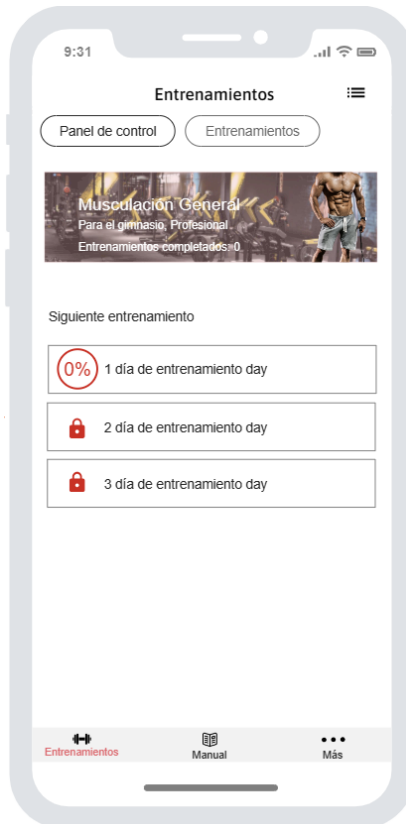 9:31
Entrenamientos
Panel de control
Entrenamientos
Musculación General
Para el gimnasio, Profesional
Entrenamientos completados: 0
Siguiente entrenamiento
0% 1 día de entrenamiento day
2 día de entrenamiento day
3 día de entrenamiento day
Entrenamientos
Manual
Más